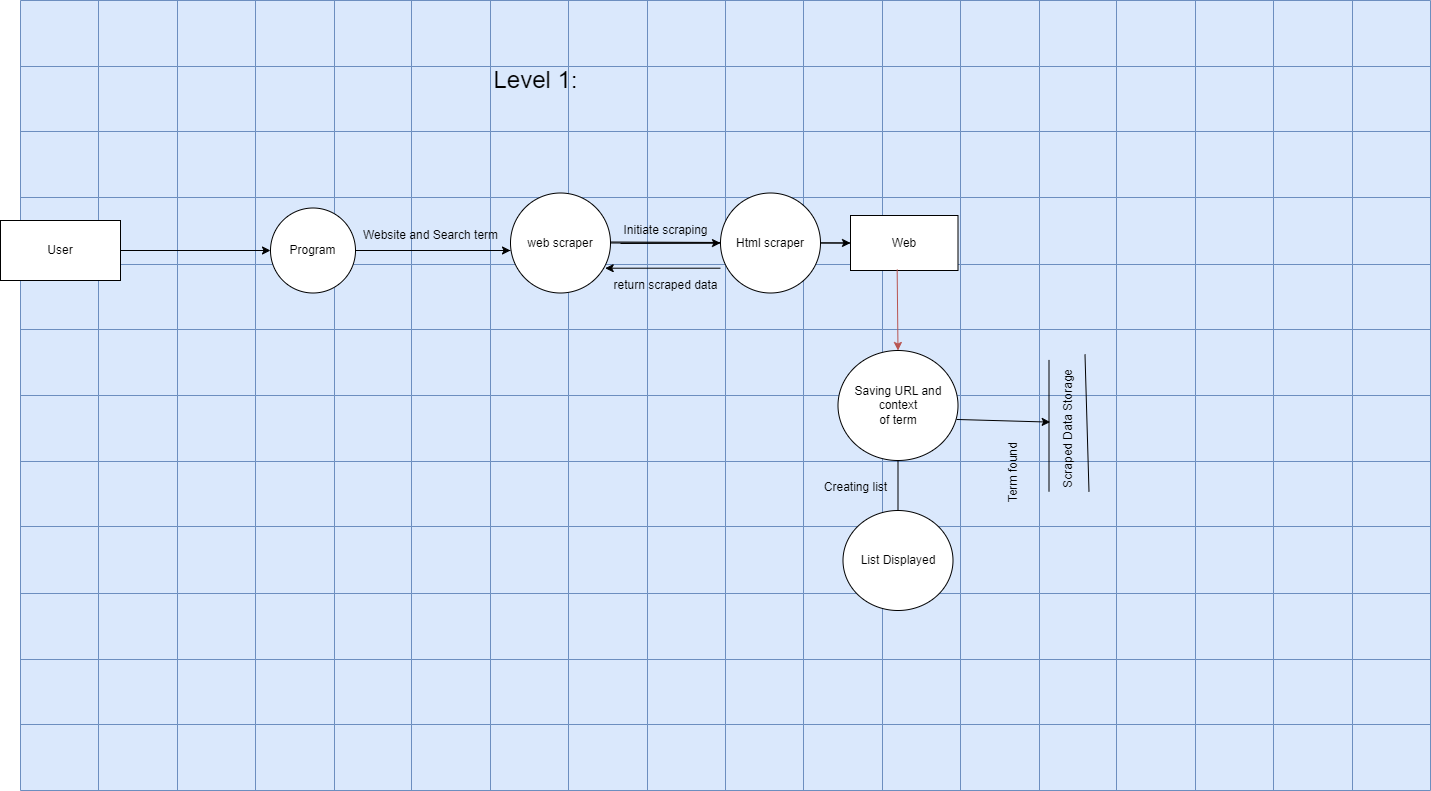 Level 1:
User
Program
Website and Search term
web scraper
Initiate scraping
return scraped data
Html scraper
Web
Saving URL and
context
of term
Term found
Scraped Data Storage
Creating list
List Displayed